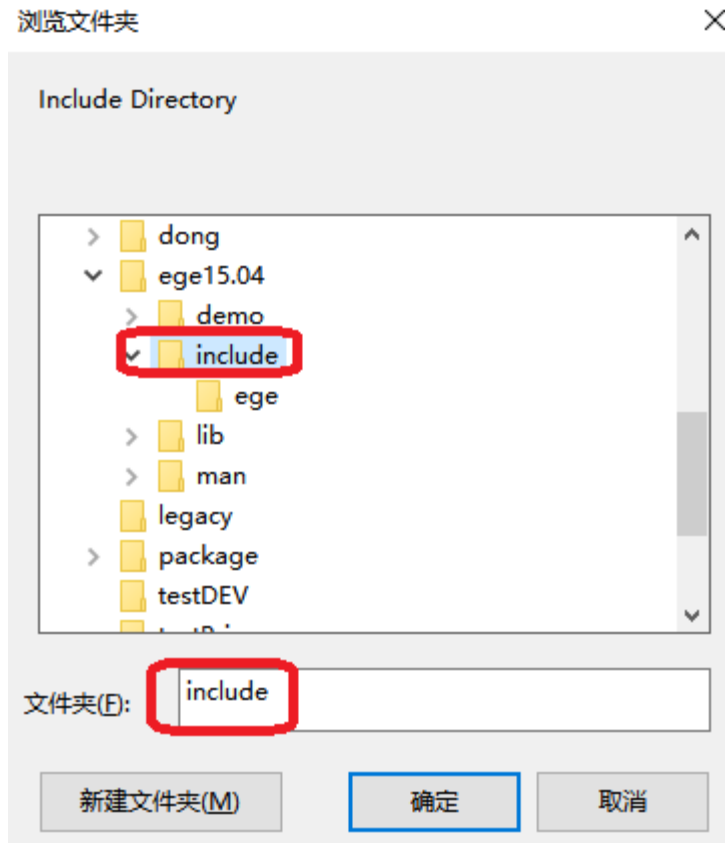 浏览文件夹
Include Directory
dong
ege15.04
demo
include
ege
lib
man
legacy
package
testDEV
文件夹(F):
include
新建文件夹(M)
确定
取消